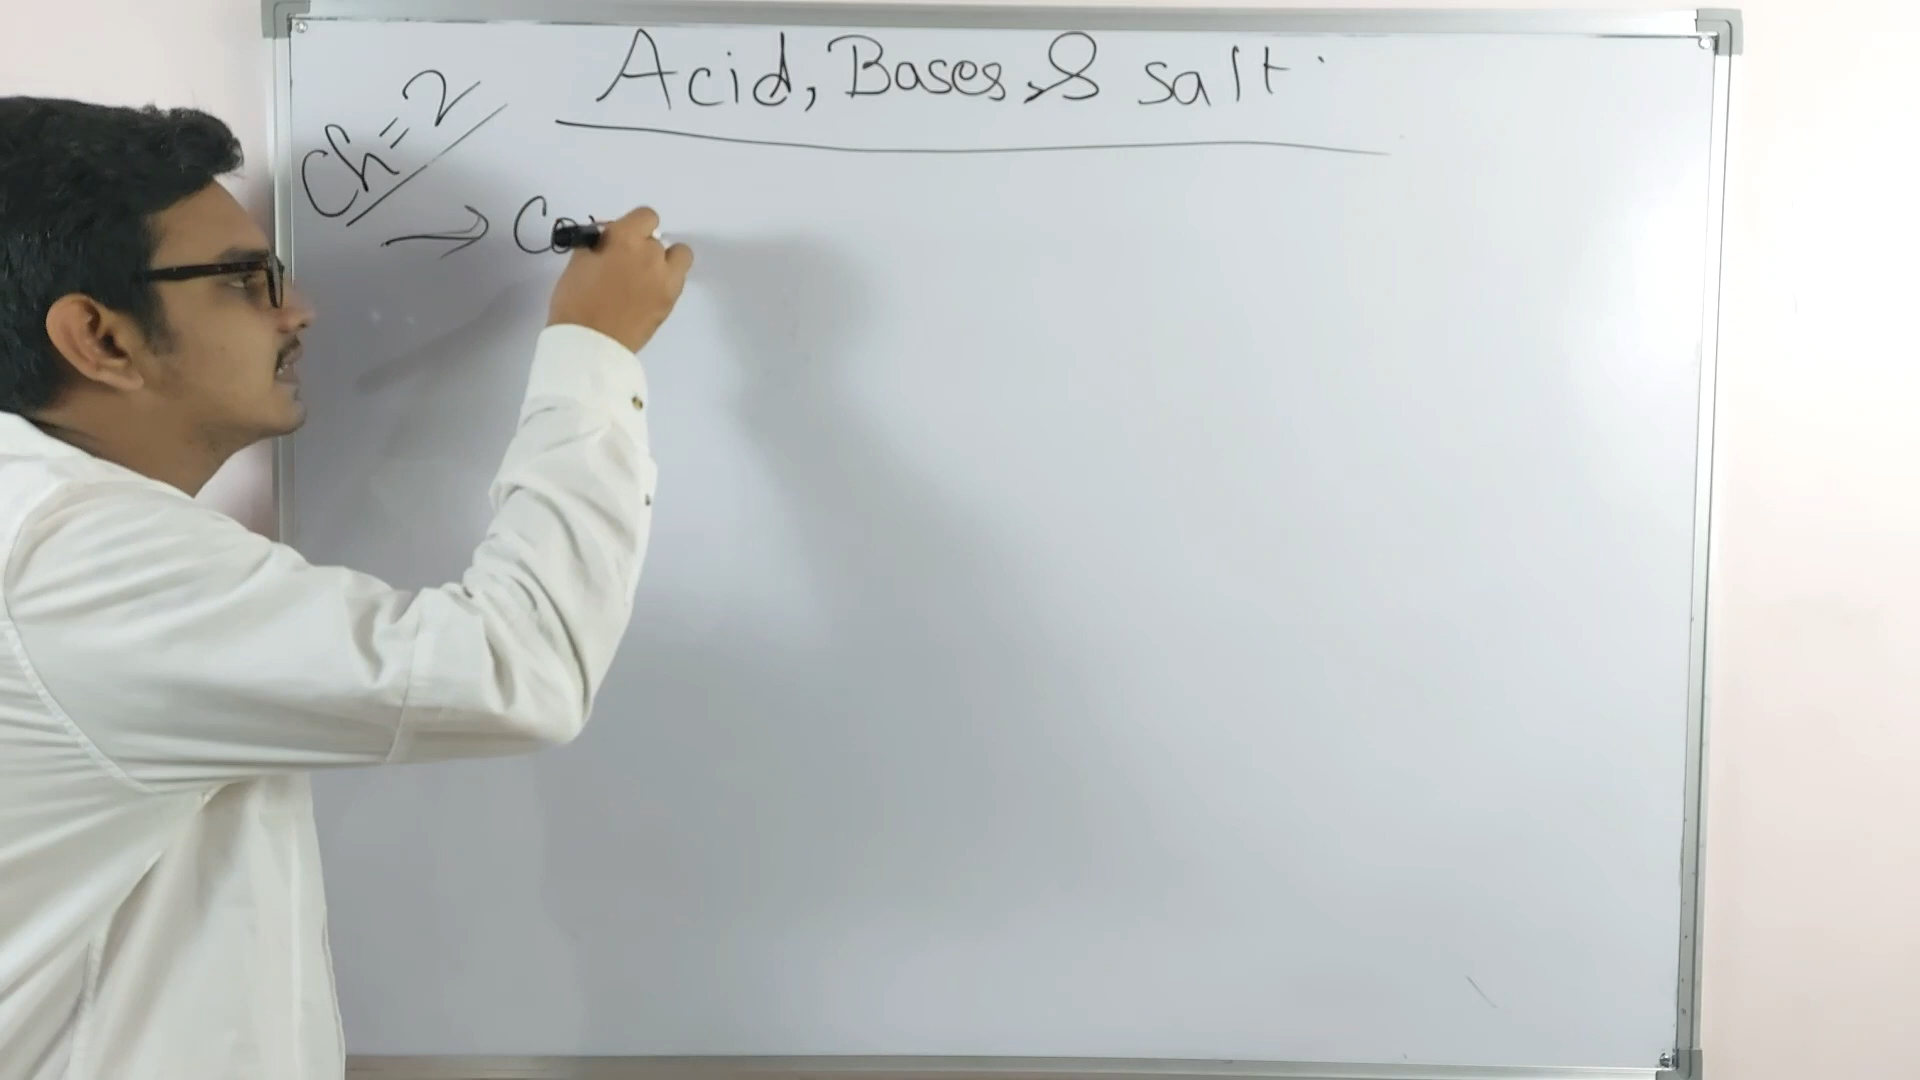 Acid, Bases, & salt.
Ch=2
→